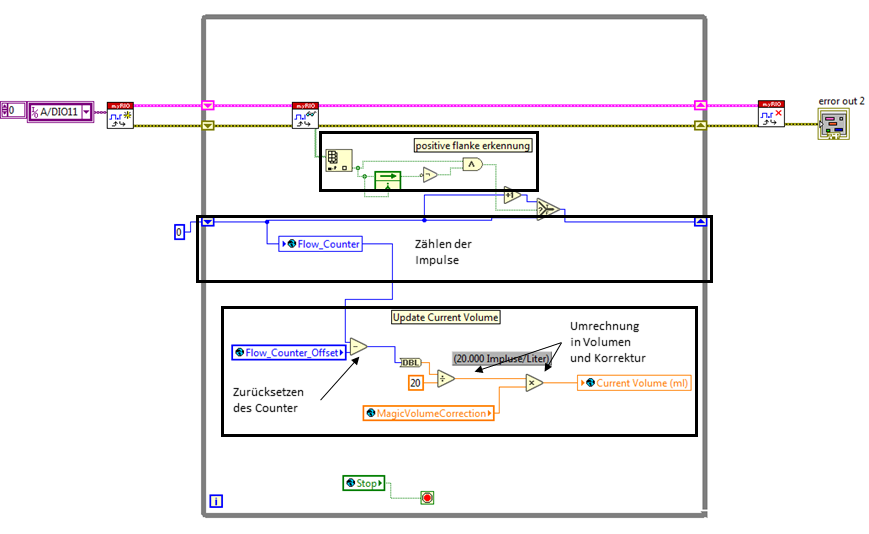 0
A/DIO11
myRIO
myRIO
myRIO
error out 2
positive flanke erkennung
+1
0
Flow_Counter
Zählen der
Impulse
Update Current Volume
Flow_Counter_Offset
DBL
(20.000 Impluse/Liter)
Umrechnung
in Volumen
und Korrektur
20
Current Volume (ml)
Zurücksetzen
des Counter
MagicVolumeCorrection
Stop
i